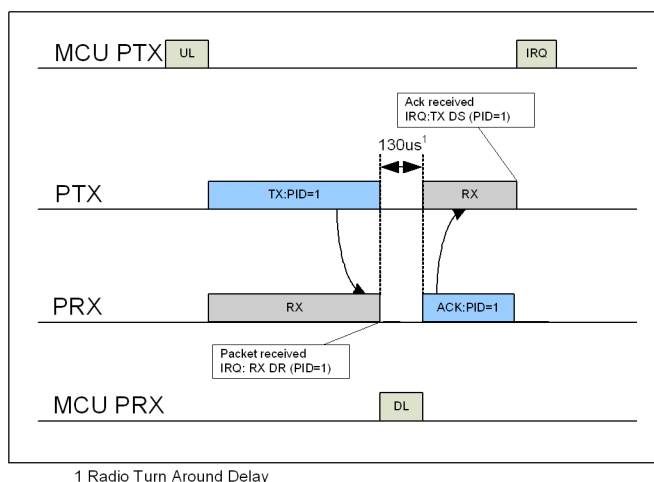 MCU PTX
UL
IRQ
Ack received
IRQ:TX DS (PID=1)
130us1
PTX
TX:PID=1
RX
PRX
RX
ACK:PID=1
Packet received
IRQ: RX DR (PID=1)
MCU PRX
DL
1 Radio Turn Around Delay